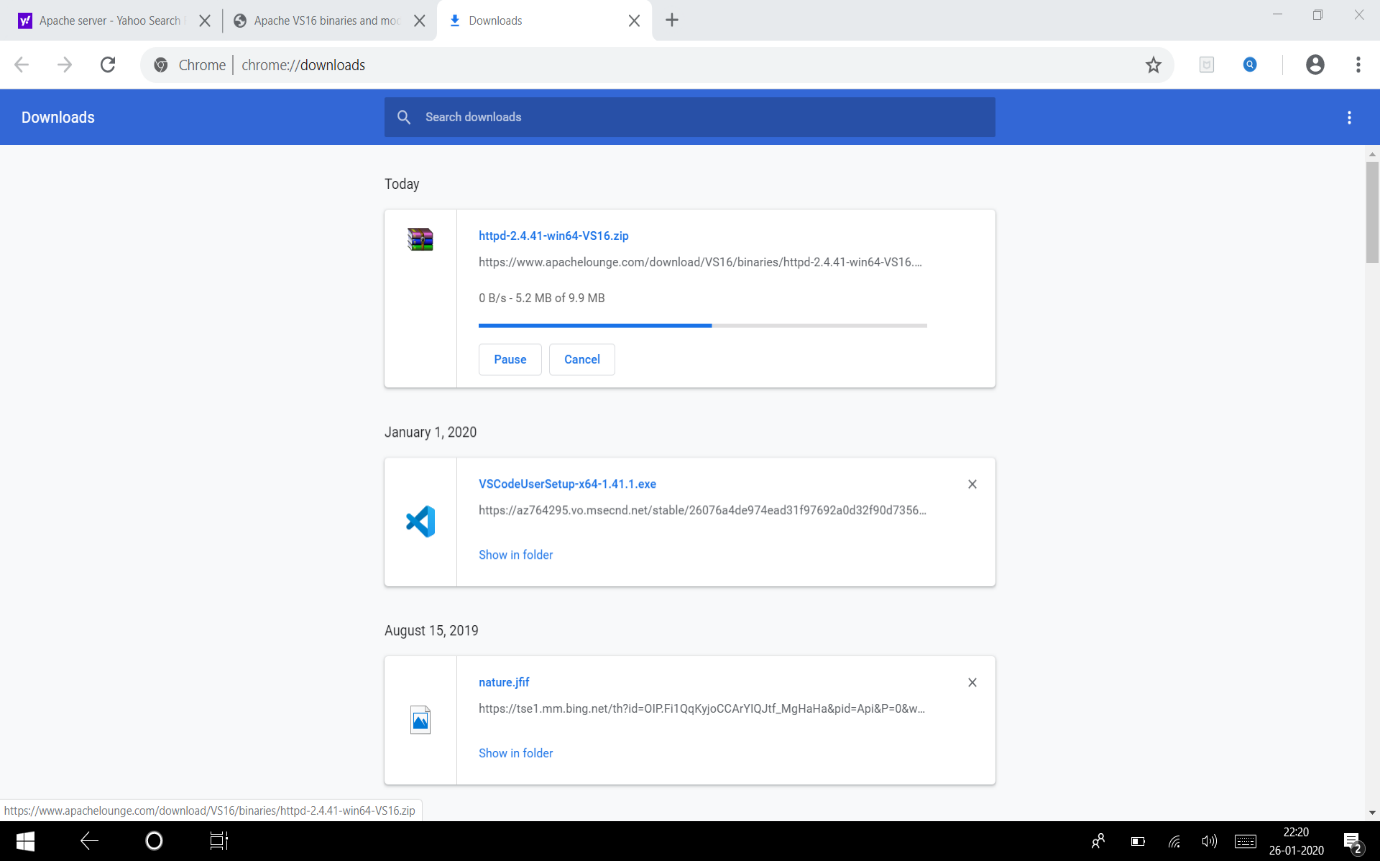 Apache server - Yahoo Search
Apache VS16 binaries and moc
Downloads
Chrome
chrome://downloads
Downloads
Search downloads
Today
httpd-2.4.41-win64-VS16.zip
https://www.apachelounge.com/download/VS16/binaries/httpd-2.4.41-win64-VS16....
0 B/s - 5.2 MB of 9.9 MB
Pause
Cancel
January 1, 2020
VSCodeUserSetup-x64-1.41.1.exe
https://az764295.vo.msecnd.net/stable/26076a4de974ead31f97692a0d32f90d7356...
Show in folder
August 15, 2019
nature.jfif
https://tse1.mm.bing.net/th?id=OIP.Fi1QqKyjoCCArYIQJtf_MgHaHa&pid=Api&P=0&w...
Show in folder
https://www.apachelounge.com/download/VS16/binaries/httpd-2.4.41-win64-VS16.zip
22:20
26-01-2020
2